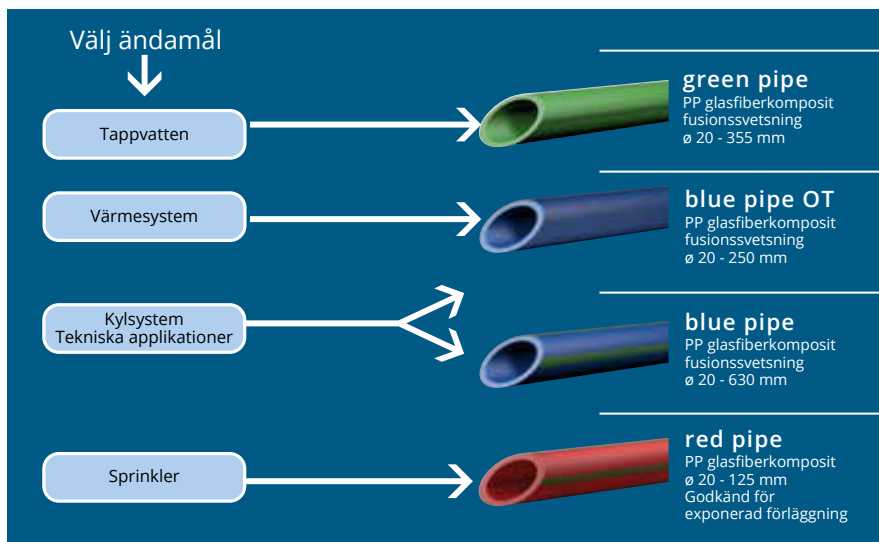 Välj ändamål
Tappvatten
green pipe
PP glasfiberkomposit
fusionssvetsning
ø 20 - 355 mm
Värmesystem
blue pipe OT
PP glasfiberkomposit
fusionssvetsning
ø 20 - 250 mm
Kylsystem
Tekniska applikationer
blue pipe
PP glasfiberkomposit
fusionssvetsning
ø 20 - 630 mm
Sprinkler
red pipe
PP glasfiberkomposit
ø 20 - 125 mm
Godkänd för
exponerad förläggning